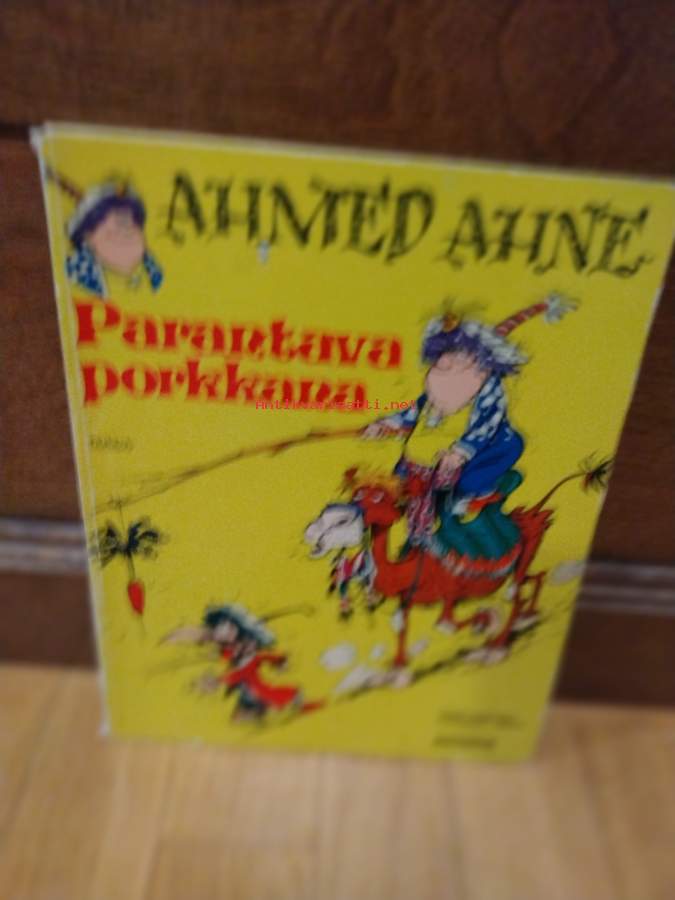 AHMED AHNE
Parantava
porkkana
Antikvariaatti.net